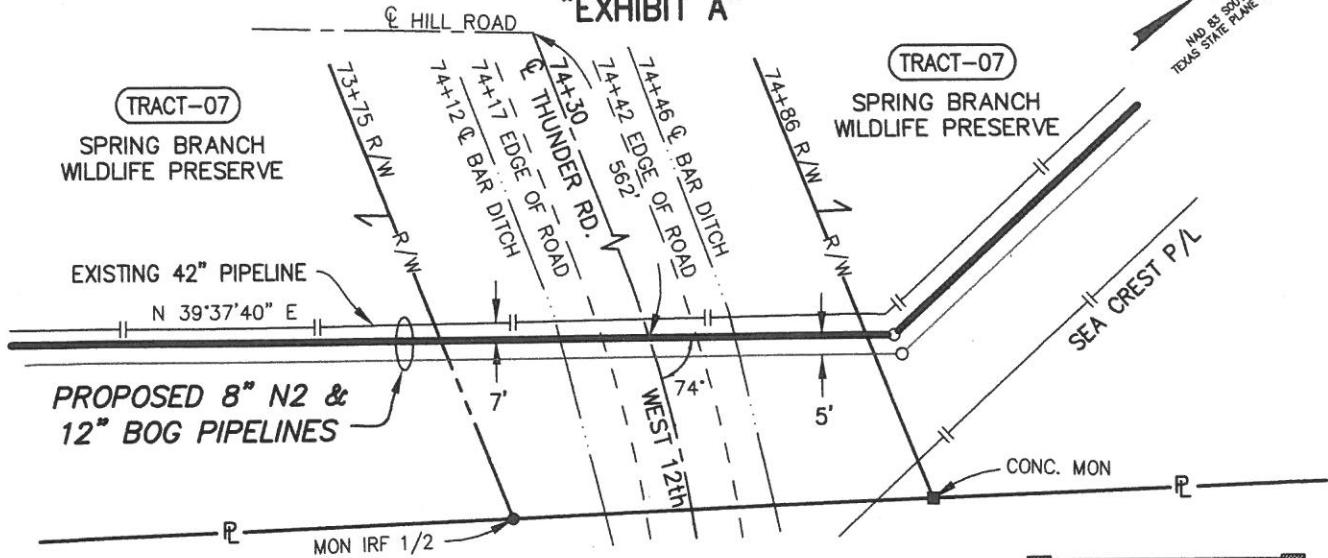 "EXHIBIT A"
℄ HILL ROAD
NAD 83 SOU
TEXAS STATE PLANE
TRACT-07
SPRING BRANCH
WILDLIFE PRESERVE
73+75 R/W
R/W
74+12 ℄ BAR DITCH
74+17 EDGE OF ROAD
74+30
℄ THUNDER RD.
562'
74+42 EDGE OF ROAD
74+46 ℄ BAR DITCH
74+86 R/W
R/W
TRACT-07
SPRING BRANCH
WILDLIFE PRESERVE
EXISTING 42" PIPELINE
N 39°37'40" E
SEA CREST P/L
PROPOSED 8" N2 &
12" BOG PIPELINES
7'
74°
WEST 12th
5'
CONC. MON
PL
PL
MON IRF 1/2